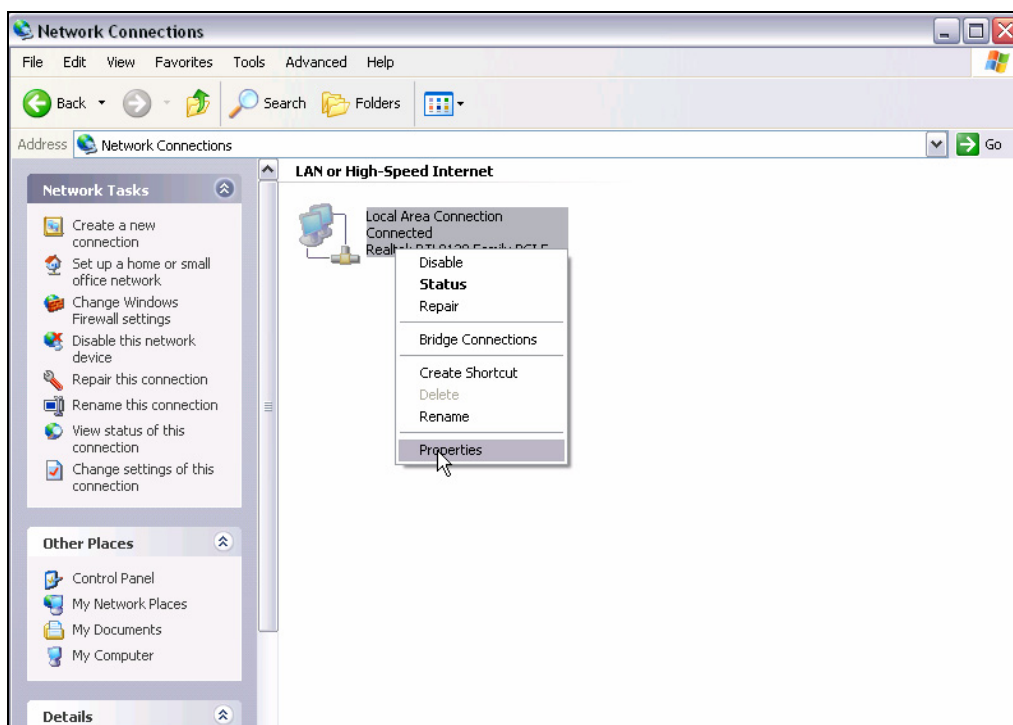 Network Connections
File Edit View Favorites Tools Advanced Help
Back Search Folders
Address Network Connections Go
Network Tasks
Create a new
connection
Set up a home or small
office network
Change Windows
Firewall settings
Disable this network
device
Repair this connection
Rename this connection
View status of this
connection
Change settings of this
connection
Other Places
Control Panel
My Network Places
My Documents
My Computer
Details
LAN or High-Speed Internet
Local Area Connection
Connected
Disable
Status
Repair
Bridge Connections
Create Shortcut
Delete
Rename
Properties